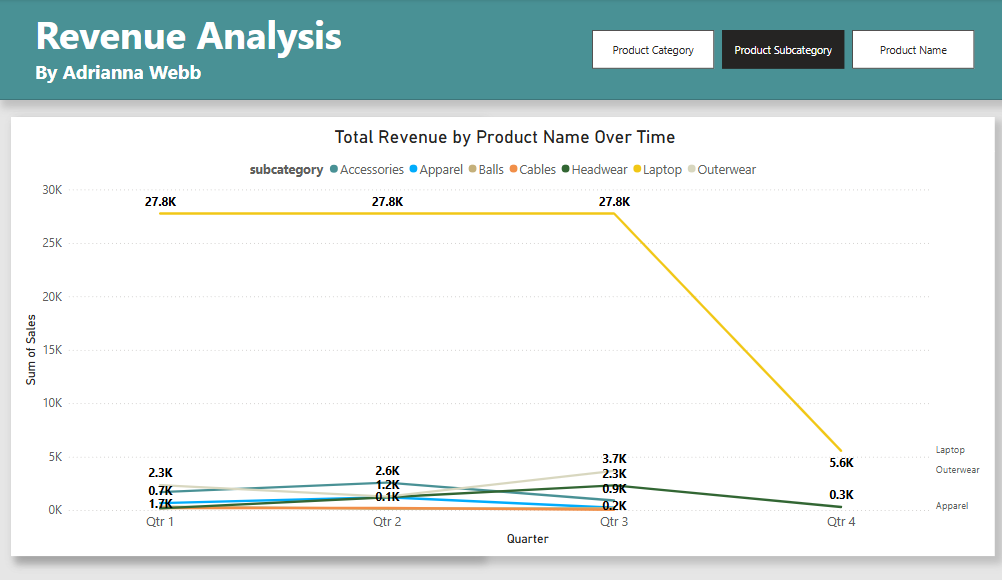 Revenue Analysis
By Adrianna Webb
Product Category
Product Subcategory
Product Name
Total Revenue by Product Name Over Time
subcategory Accessories Apparel Balls Cables Headwear Laptop Outerwear
30K
25K
20K
15K
10K
5K
0K
Sum of Sales
27.8K 27.8K 27.8K
5.6K
2.3K
0.7K
1.7K
2.6K
1.2K
0.1K
3.7K
2.3K
0.9K
0.2K
0.3K
Laptop
Outerwear
Apparel
Qtr 1 Qtr 2 Qtr 3 Qtr 4
Quarter